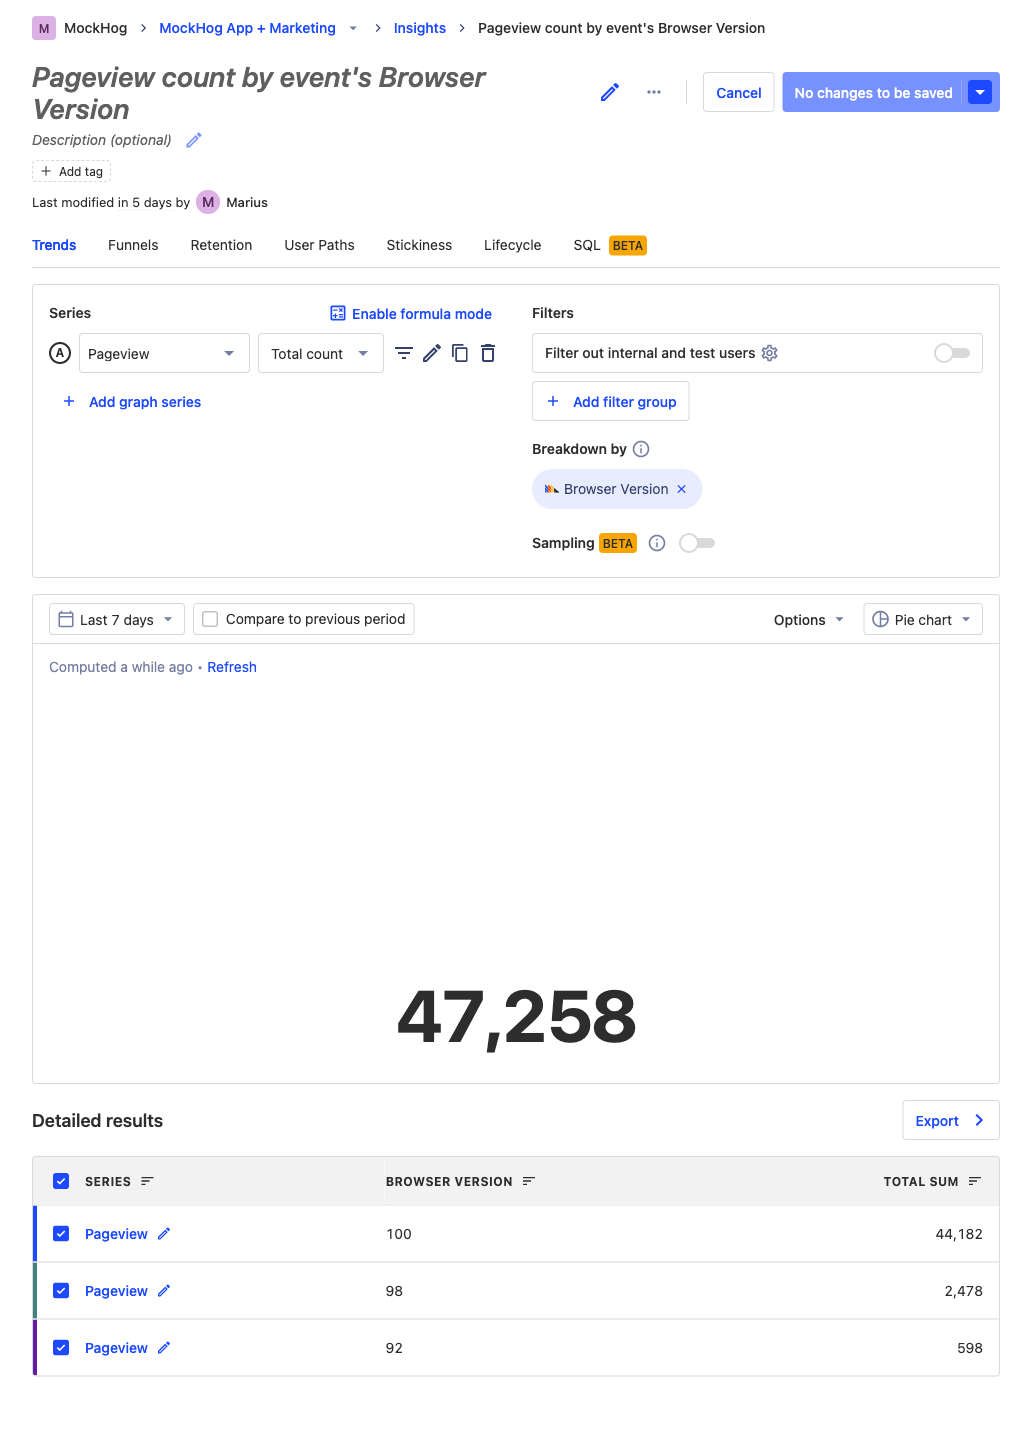 M MockHog > MockHog App + Marketing > Insights > Pageview count by event's Browser Version
Pageview count by event's Browser
Version
Cancel
No changes to be saved
Description (optional)
+ Add tag
Last modified in 5 days by M Marius
Trends Funnels Retention User Paths Stickiness Lifecycle SQL BETA
Series
Enable formula mode
A Pageview Total count
+ Add graph series
Filters
Filter out internal and test users
+ Add filter group
Breakdown by
Browser Version ×
Sampling BETA
Last 7 days Compare to previous period Options Pie chart
Computed a while ago • Refresh
47,258
Detailed results
Export >
SERIES BROWSER VERSION TOTAL SUM
Pageview 100 44,182
Pageview 98 2,478
Pageview 92 598